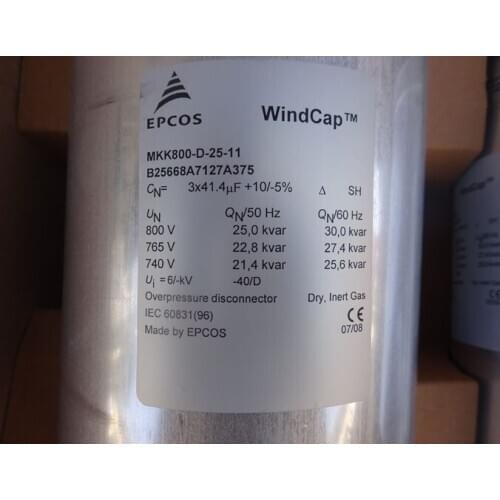 EPCOS
WindCap™
MKK800-D-25-11
B25668A7127A375
CN= 3x41.4µF +10/-5% Δ SH
UN QN/50 Hz QN/60 Hz
800 V 25,0 kvar 30,0 kvar
765 V 22,8 kvar 27,4 kvar
740 V 21,4 kvar 25,6 kvar
Ui =6/-kV -40/D
Overpressure disconnector Dry, Inert Gas
IEC 60831(96) CE
Made by EPCOS 07/08